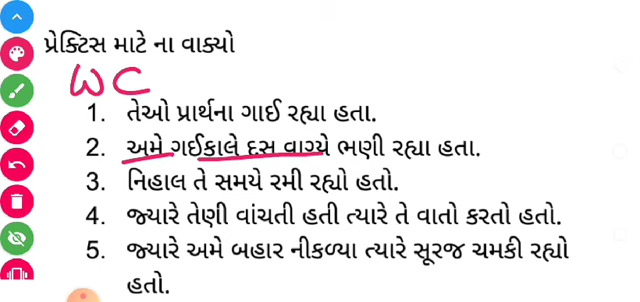 પ્રેક્ટિસ માટે ના વાક્યો
WC
1. તેઓ પ્રાર્થના ગાઈ રહ્યા હતા.
2. અમે ગઈકાલે દસ વાગ્યે ભણી રહ્યા હતા.
3. નિહાલ તે સમયે રમી રહ્યો હતો.
4. જ્યારે તેણી વાંચતી હતી ત્યારે તે વાતો કરતો હતો.
5. જ્યારે અમે બહાર નીકળ્યા ત્યારે સૂરજ ચમકી રહ્યો
હતો.